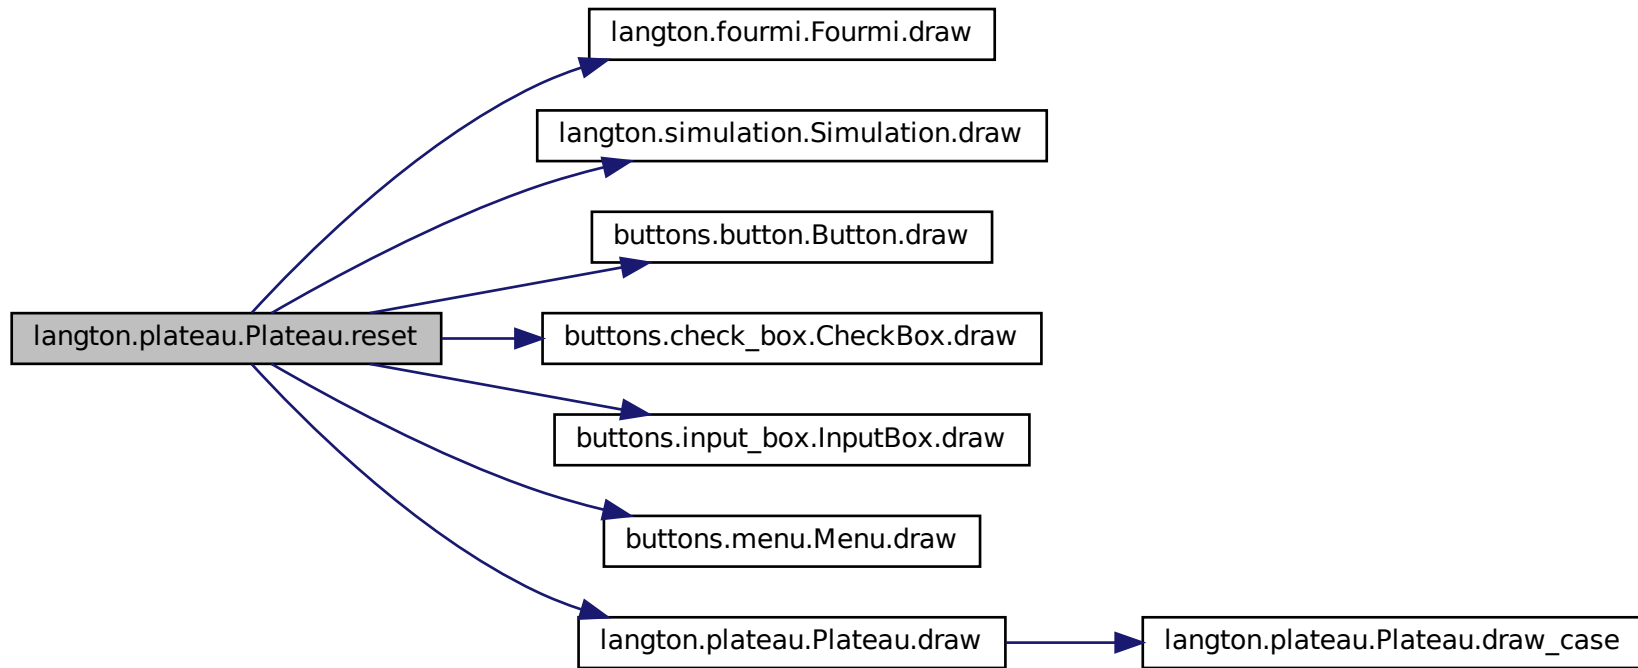 langton.fourmi.Fourmi.draw
langton.simulation.Simulation.draw
buttons.button.Button.draw
langton.plateau.Plateau.reset
buttons.check_box.CheckBox.draw
buttons.input_box.InputBox.draw
buttons.menu.Menu.draw
langton.plateau.Plateau.draw
langton.plateau.Plateau.draw_case